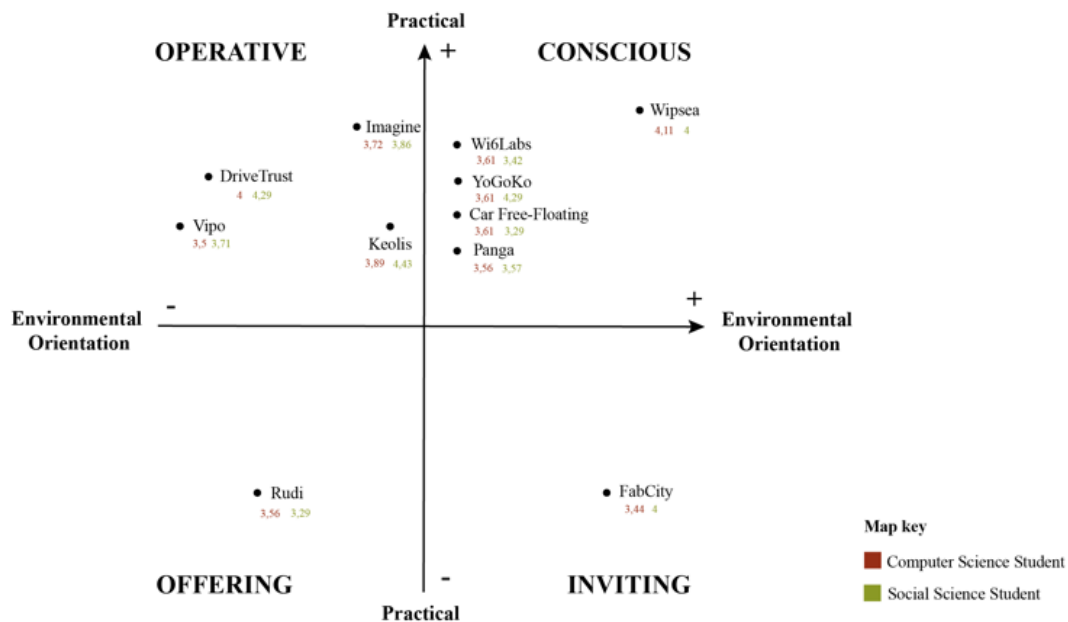 Practical
OPERATIVE
+
CONSCIOUS
Imagine
3,72 3,86
Wipsea
4,11 4
Wi6Labs
3,61 3,42
DriveTrust
4 4,29
YoGoKo
3,61 4,29
Car Free-Floating
3,61 3,29
Vipo
3,5 3,71
Keolis
3,89 4,43
Panga
3,56 3,57
-
+
Environmental
Orientation
Environmental
Orientation
Rudi
3,56 3,29
FabCity
3,44 4
OFFERING
-
INVITING
Practical
Map key
Computer Science Student
Social Science Student